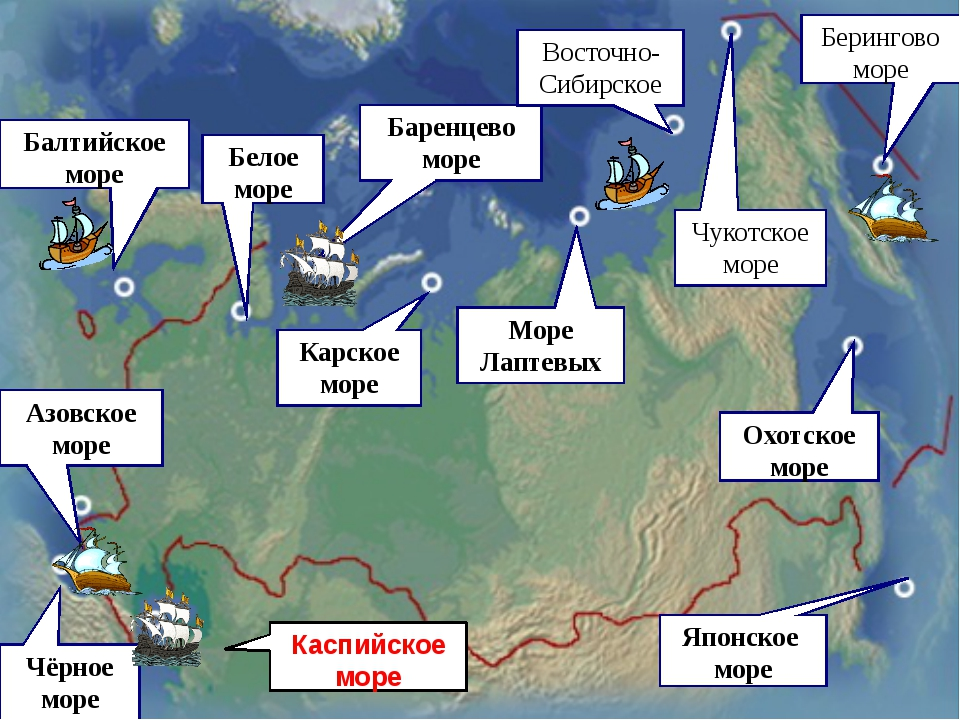 Берингово
море
Восточно-
Сибирское
Баренцево
море
Балтийское
море
Белое
море
Чукотское
море
Море
Лаптевых
Карское
море
Азовское
море
Охотское
море
Японское
море
Каспийское
море
Чёрное
море